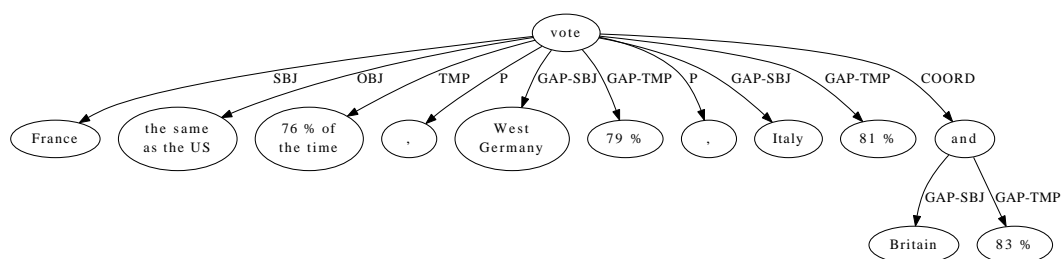 vote
SBJ OBJ TMP P GAP-SBJ GAP-TMP P GAP-SBJ GAP-TMP COORD
France
the same
as the US
76 % of
the time
,
West
Germany
79 %
,
Italy
81 %
and
GAP-SBJ GAP-TMP
Britain
83 %